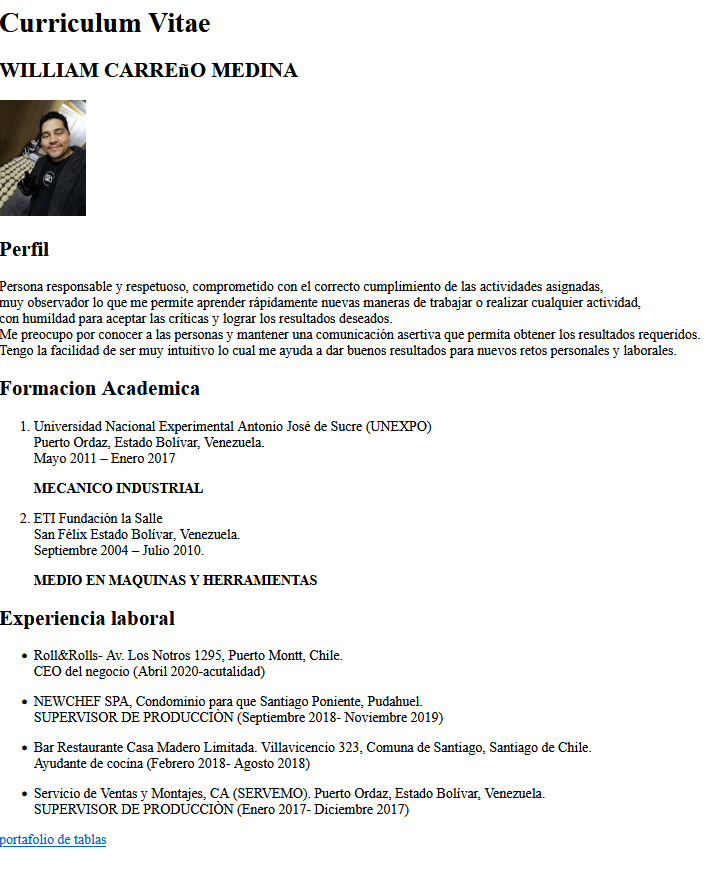 Curriculum Vitae
WILLIAM CARREñO MEDINA
Perfil
Persona responsable y respetuoso, comprometido con el correcto cumplimiento de las actividades asignadas,
muy observador lo que me permite aprender rápidamente nuevas maneras de trabajar o realizar cualquier actividad,
con humildad para aceptar las críticas y lograr los resultados deseados.
Me preocupo por conocer a las personas y mantener una comunicación asertiva que permita obtener los resultados requeridos.
Tengo la facilidad de ser muy intuitivo lo cual me ayuda a dar buenos resultados para nuevos retos personales y laborales.
Formacion Academica
1. Universidad Nacional Experimental Antonio José de Sucre (UNEXPO)
Puerto Ordaz, Estado Bolívar, Venezuela.
Mayo 2011 – Enero 2017
MECANICO INDUSTRIAL
2. ETI Fundación la Salle
San Félix Estado Bolívar, Venezuela.
Septiembre 2004 – Julio 2010.
MEDIO EN MAQUINAS Y HERRAMIENTAS
Experiencia laboral
• Roll&Rolls- Av. Los Notros 1295, Puerto Montt, Chile.
CEO del negocio (Abril 2020-acutalidad)
• NEWCHEF SPA, Condominio para que Santiago Poniente, Pudahuel.
SUPERVISOR DE PRODUCCIÒN (Septiembre 2018- Noviembre 2019)
• Bar Restaurante Casa Madero Limitada. Villavicencio 323, Comuna de Santiago, Santiago de Chile.
Ayudante de cocina (Febrero 2018- Agosto 2018)
• Servicio de Ventas y Montajes, CA (SERVEMO). Puerto Ordaz, Estado Bolívar, Venezuela.
SUPERVISOR DE PRODUCCIÒN (Enero 2017- Diciembre 2017)
portafolio de tablas